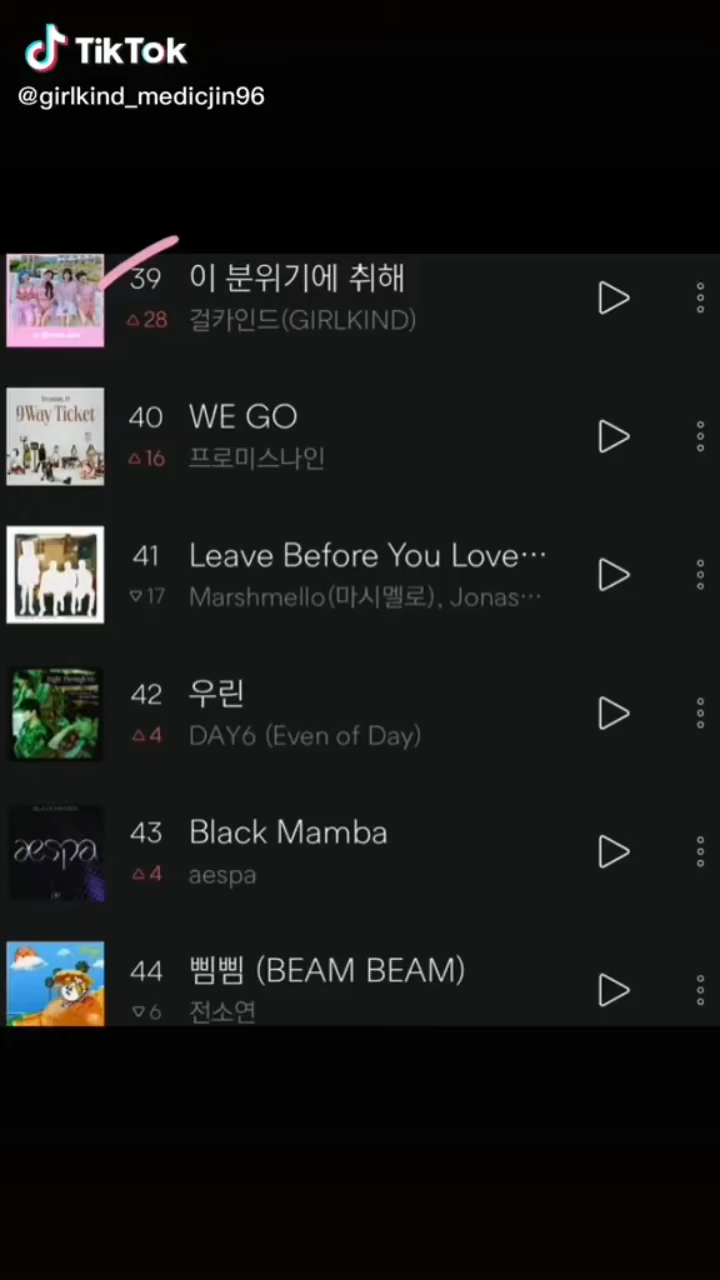 TikTok
@girlkind_medicjin96
39 이 분위기에 취해
△28 걸카인드(GIRLKIND)
9Way Ticket
40 WE GO
△16 프로미스나인
41 Leave Before You Love···
▽17 Marshmello(마시멜로), Jonas···
42 우린
△4 DAY6 (Even of Day)
aespa
43 Black Mamba
△4 aespa
44 삠삠 (BEAM BEAM)
▽6 전소연